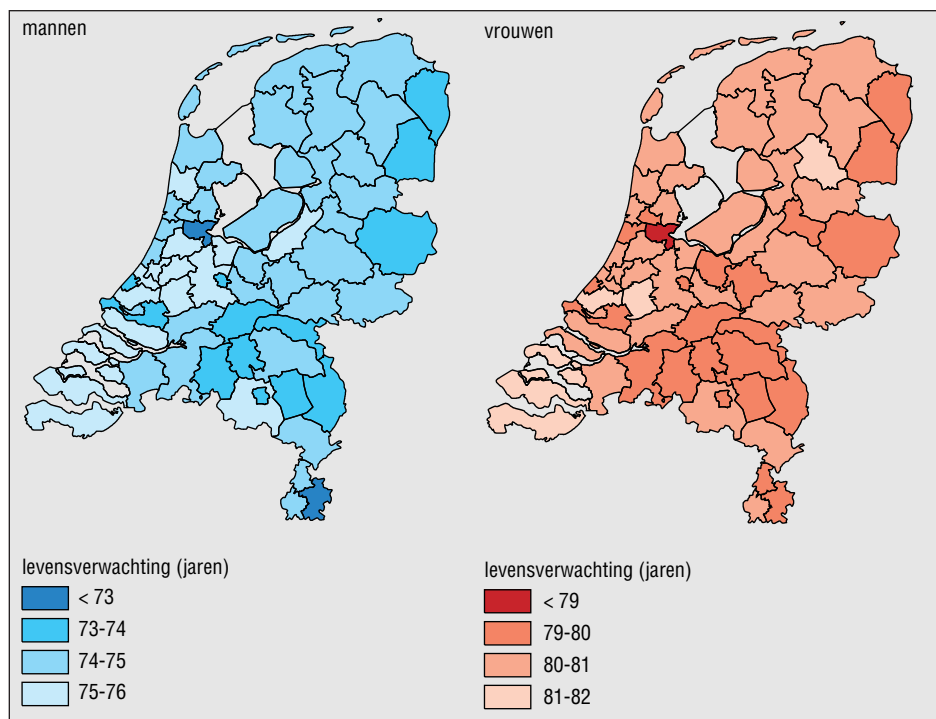 mannen
levensverwachting (jaren)
< 73
73-74
74-75
75-76
vrouwen
levensverwachting (jaren)
< 79
79-80
80-81
81-82